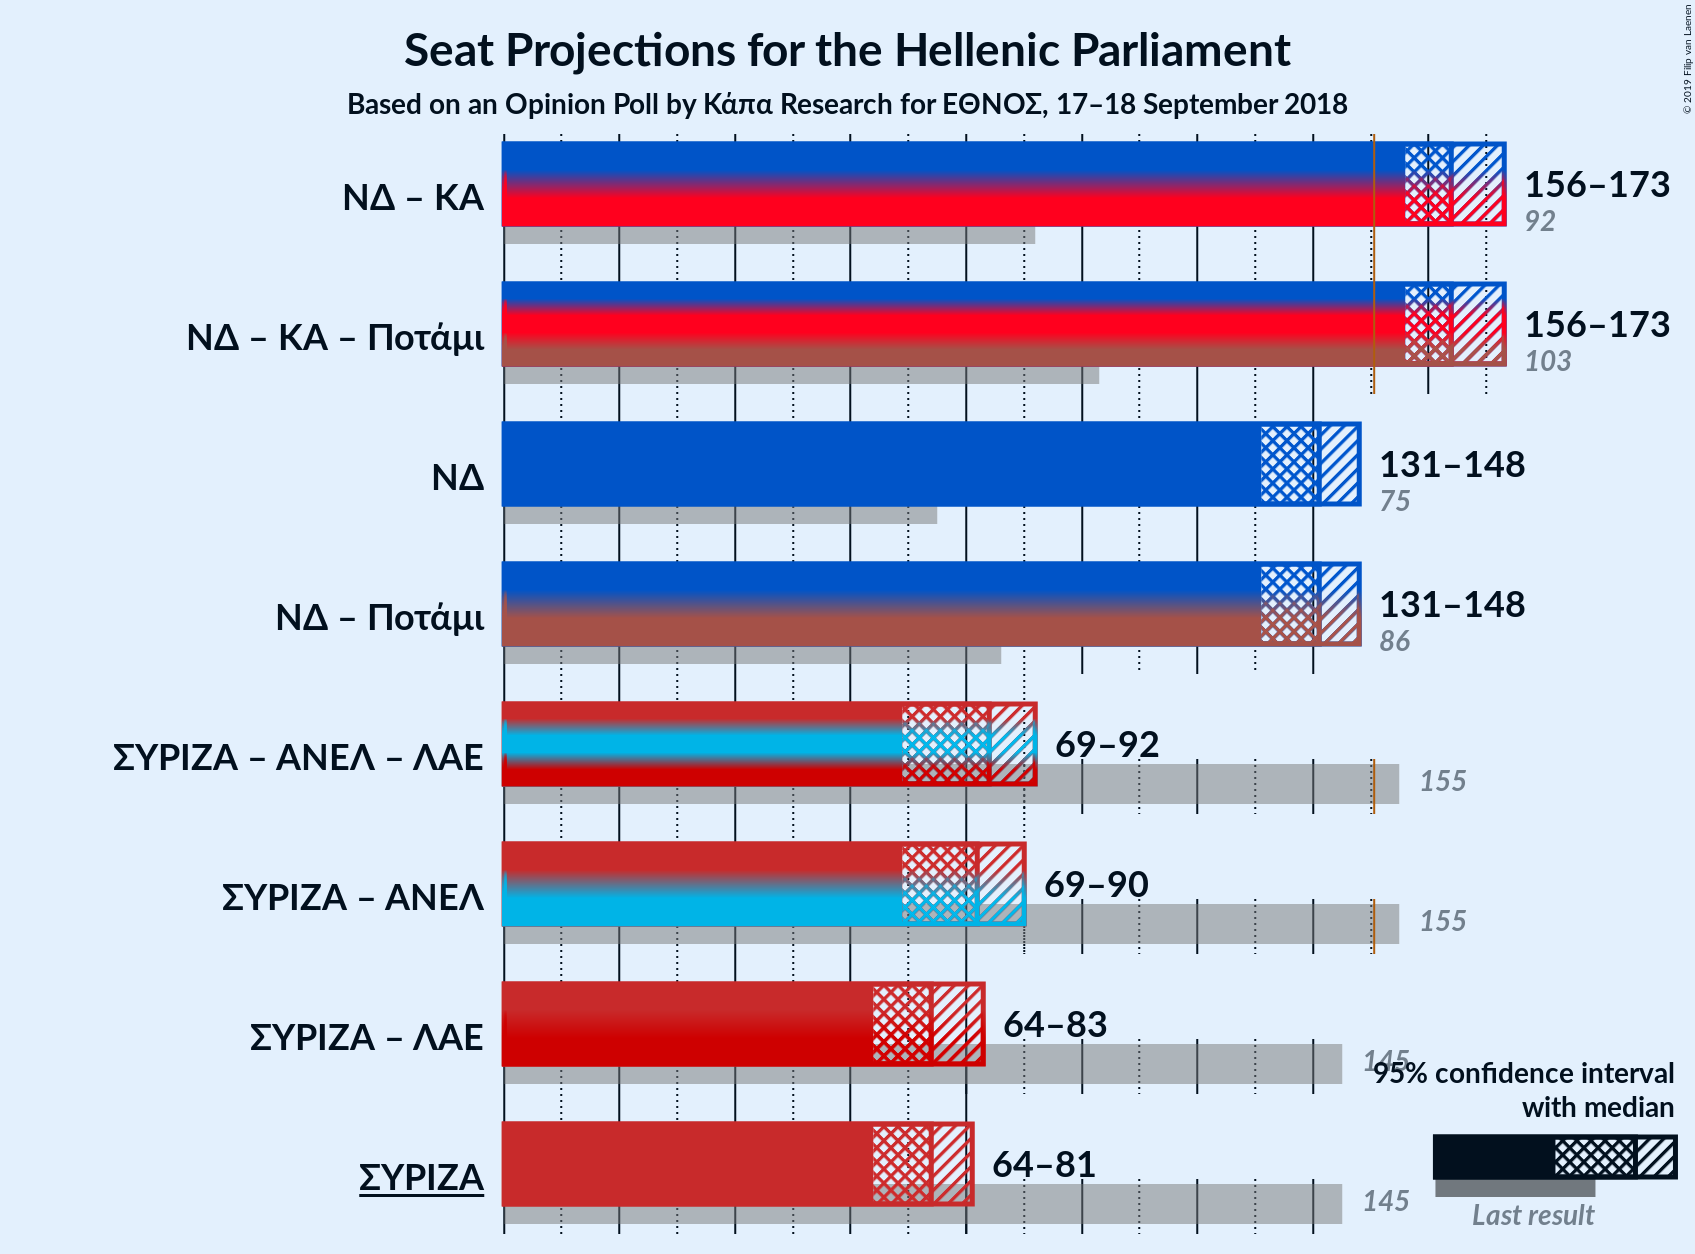 Seat Projections for the Hellenic Parliament
Based on an Opinion Poll by Κάπα Research for ΕΘΝΟΣ, 17–18 September 2018
© 2019 Filip van Laenen
ΝΔ – ΚΑ
156–173
92
ΝΔ – ΚΑ – Ποτάμι
156–173
103
ΝΔ
131–148
75
ΝΔ – Ποτάμι
131–148
86
ΣΥΡΙΖΑ – ΑΝΕΛ – ΛΑΕ
69–92
155
ΣΥΡΙΖΑ – ΑΝΕΛ
69–90
155
ΣΥΡΙΖΑ – ΛΑΕ
64–83
145
ΣΥΡΙΖΑ
64–81
145
95% confidence interval
with median
Last result